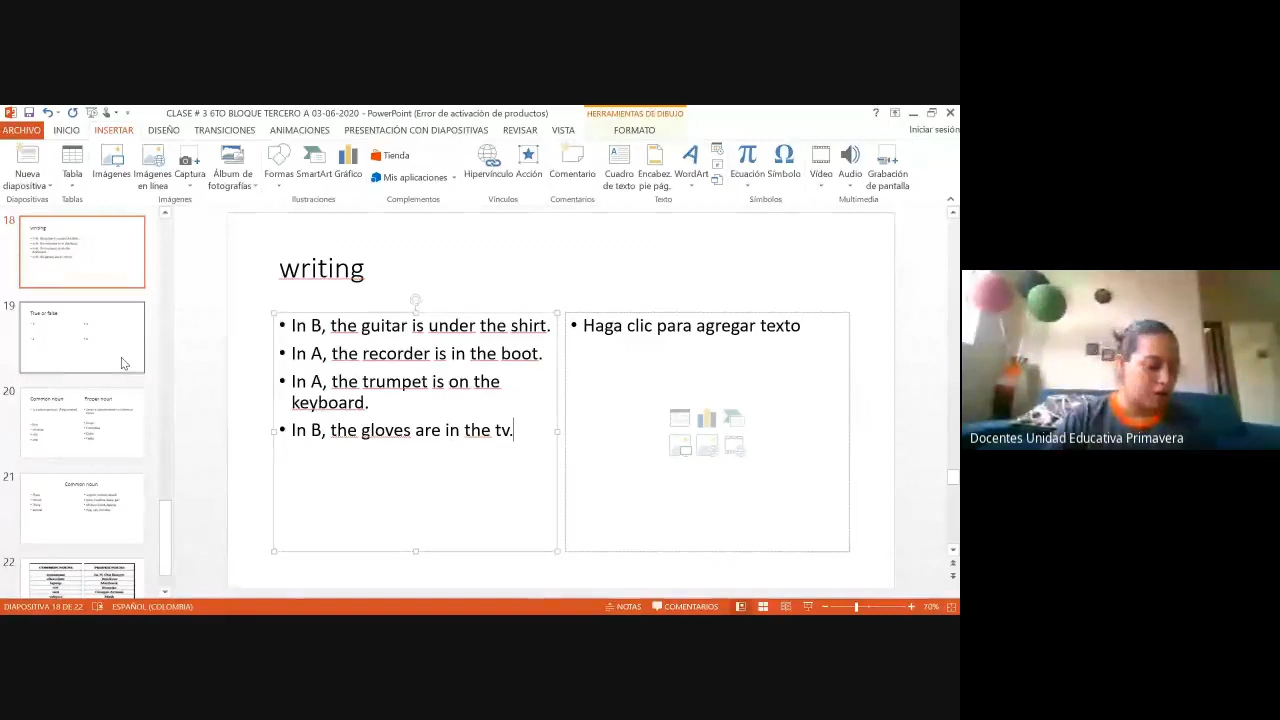 CLASE # 3 6TO BLOQUE TERCERO A 03-06-2020 - PowerPoint (Error de activación de productos)
HERRAMIENTAS DE DIBUJO
ARCHIVO INICIO INSERTAR DISEÑO TRANSICIONES ANIMACIONES PRESENTACIÓN CON DIAPOSITIVAS REVISAR VISTA FORMATO
Iniciar sesión
Nueva diapositiva
Tabla
Imágenes
Imágenes en línea
Captura
Álbum de fotografías
Formas
SmartArt
Gráfico
Tienda
Mis aplicaciones
Hipervínculo
Acción
Comentario
Cuadro de texto
Encabez. pie pág.
WordArt
Ecuación
Símbolo
Vídeo
Audio
Grabación de pantalla
Diapositivas Tablas Imágenes Ilustraciones Complementos Vínculos Comentarios Texto Símbolos Multimedia
18
writing
19
True or false
20
Common noun Proper noun
21
Common noun
22
COMMON NOUN PROPER NOUN
writing
• In B, the guitar is under the shirt.
• In A, the recorder is in the boot.
• In A, the trumpet is on the
keyboard.
• In B, the gloves are in the tv.
• Haga clic para agregar texto
DIAPOSITIVA 18 DE 22 ESPAÑOL (COLOMBIA) NOTAS COMENTARIOS 70%
Docentes Unidad Educativa Primavera